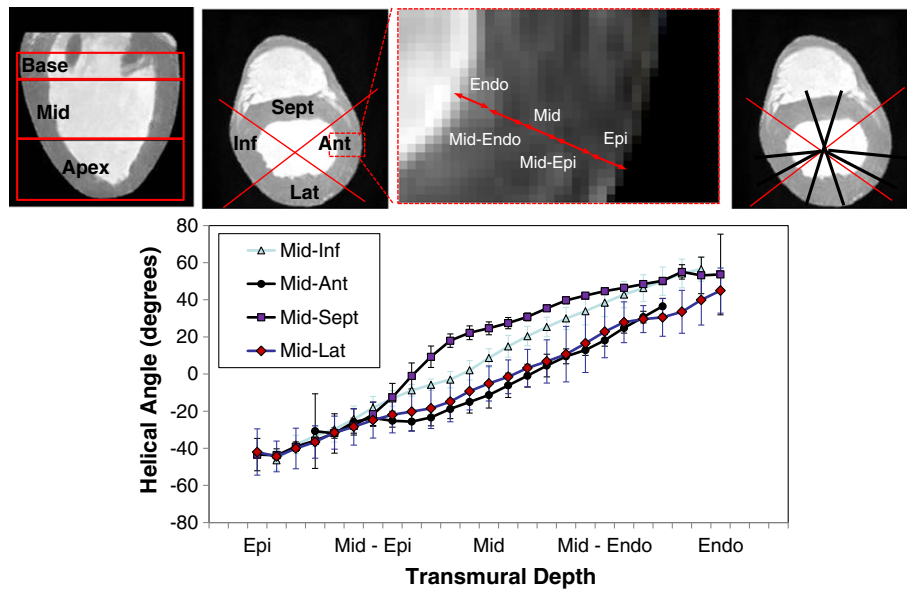 Base
Mid
Apex
Sept
Inf
Ant
Lat
Endo
Mid
Mid-Endo
Epi
Mid-Epi
80
60
40
20
0
-20
-40
-60
-80
Helical Angle (degrees)
Mid-Inf
Mid-Ant
Mid-Sept
Mid-Lat
Epi
Mid - Epi
Mid
Mid - Endo
Endo
Transmural Depth